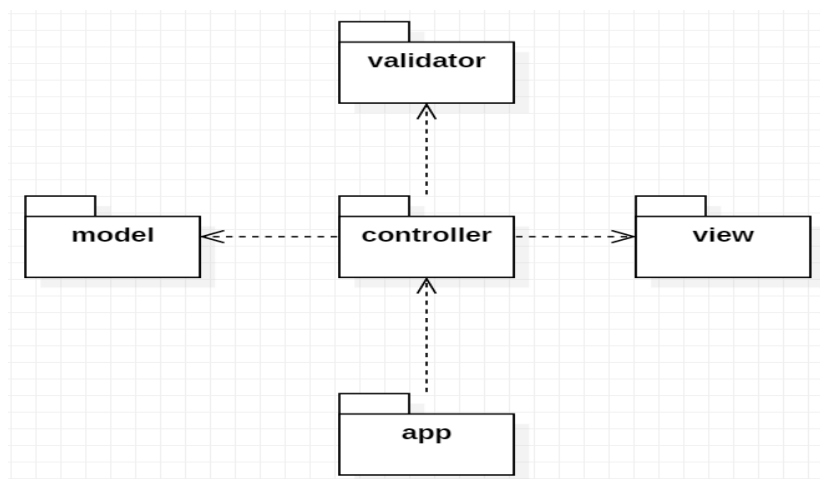 validator
model
controller
view
app